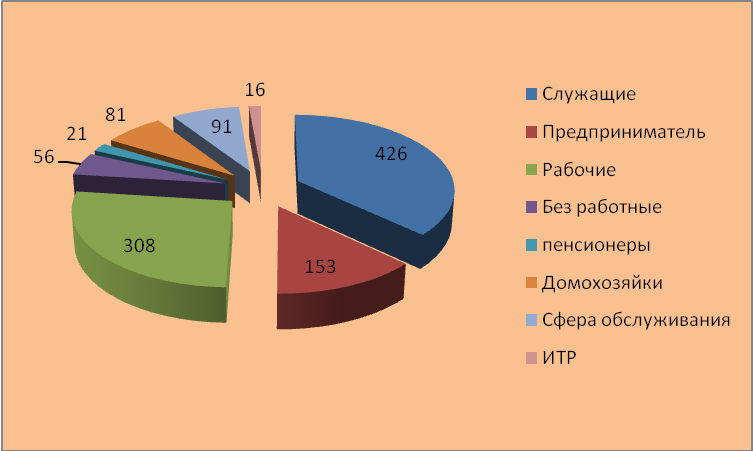 16
81
91
21
426
56
308
153
Служащие
Предприниматель
Рабочие
Без работные
пенсионеры
Домохозяйки
Сфера обслуживания
ИТР